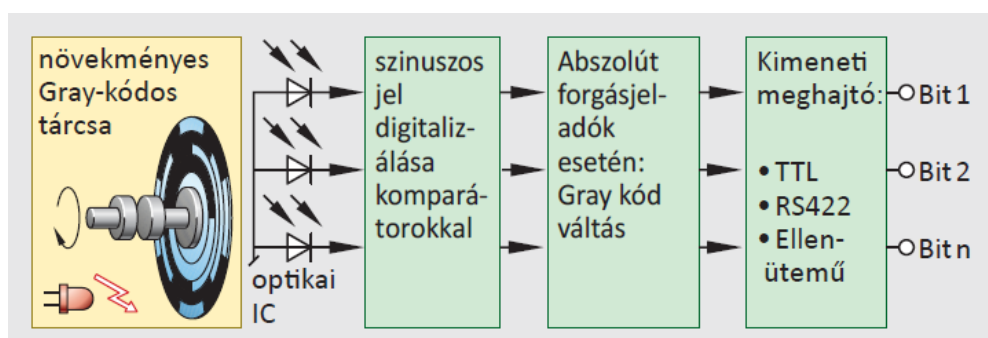 növekményes
Gray-kódos
tárcsa
optikai
IC
szinuszos
jel
digitaliz-
álása
kompará-
torokkal
Abszolút
forgásjel-
adók
esetén:
Gray kód
váltás
Kimeneti
meghajtó:
• TTL
• RS422
• Ellen-
ütemű
Bit 1
Bit 2
Bit n